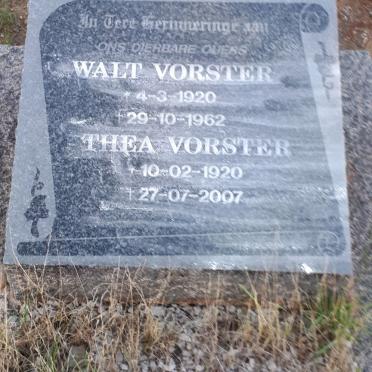 In Tere Herinneringe aan
ONS DIERBARE OUERS
WALT VORSTER
4-3-1920
†29-10-1962
THEA VORSTER
10-02-1920
†27-07-2007